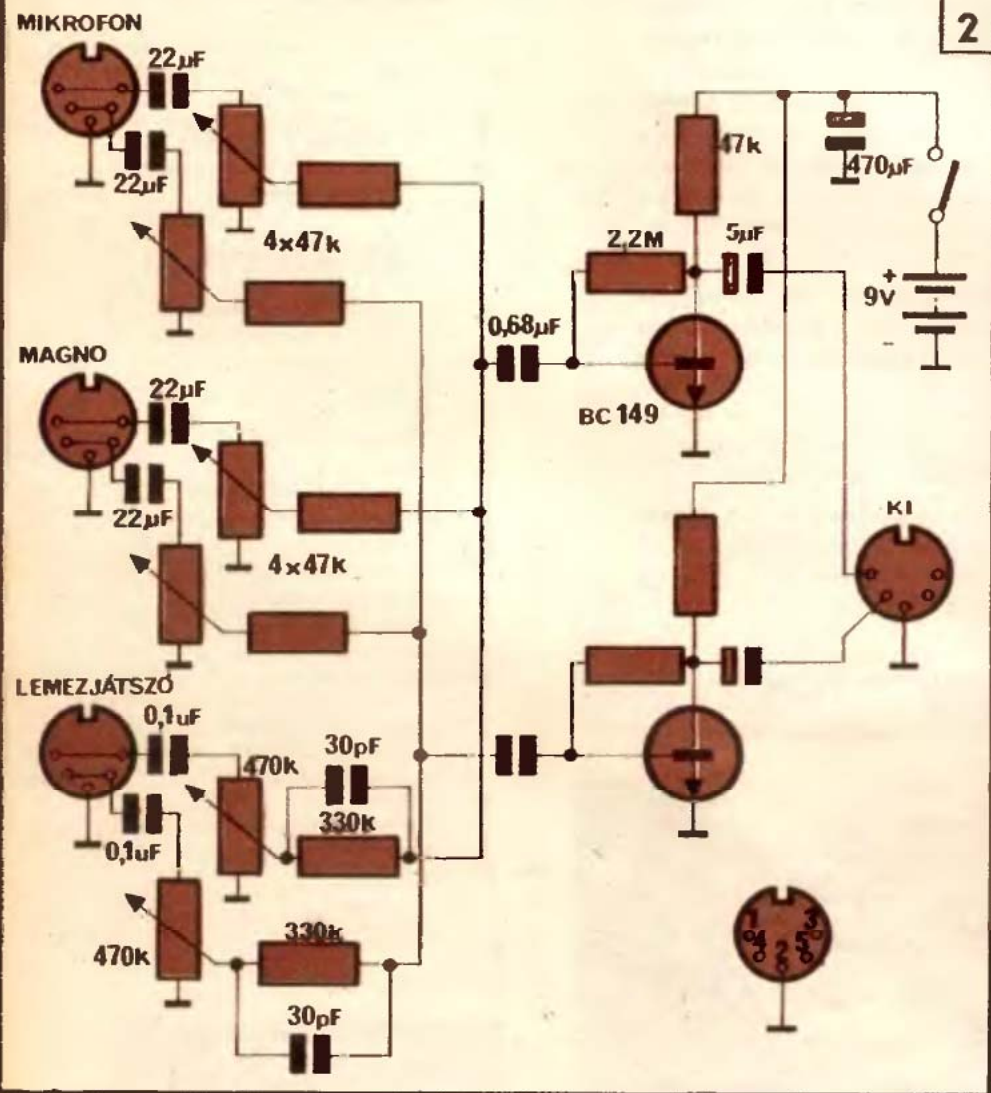 2
MIKROFON
22µF
22µF
4x47k
MAGNO
22µF
22µF
4x47k
LEMEZJÁTSZÓ
0,1uF
0,1uF
470k
30pF
330k
470k
330k
30pF
0,68µF
2,2M
47k
5µF
470µF
+
9V
-
BC 149
KI
1
3
4
5
2